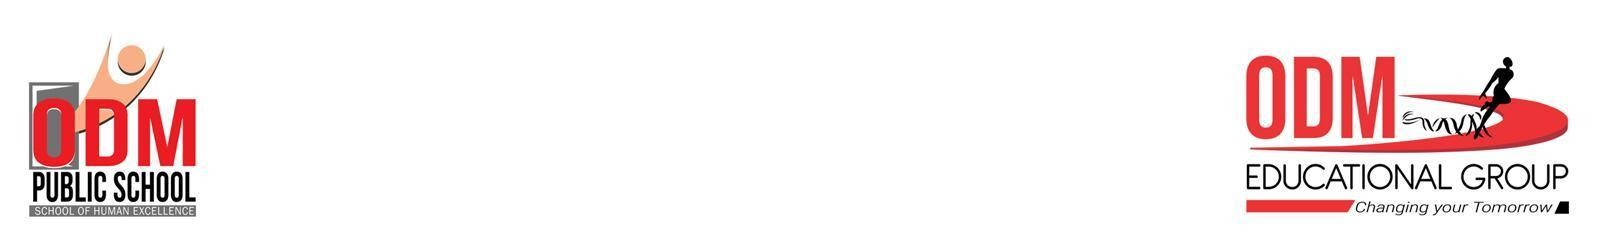 ODM
PUBLIC SCHOOL
SCHOOL OF HUMAN EXCELLENCE
ODM
EDUCATIONAL GROUP
Changing your Tomorrow